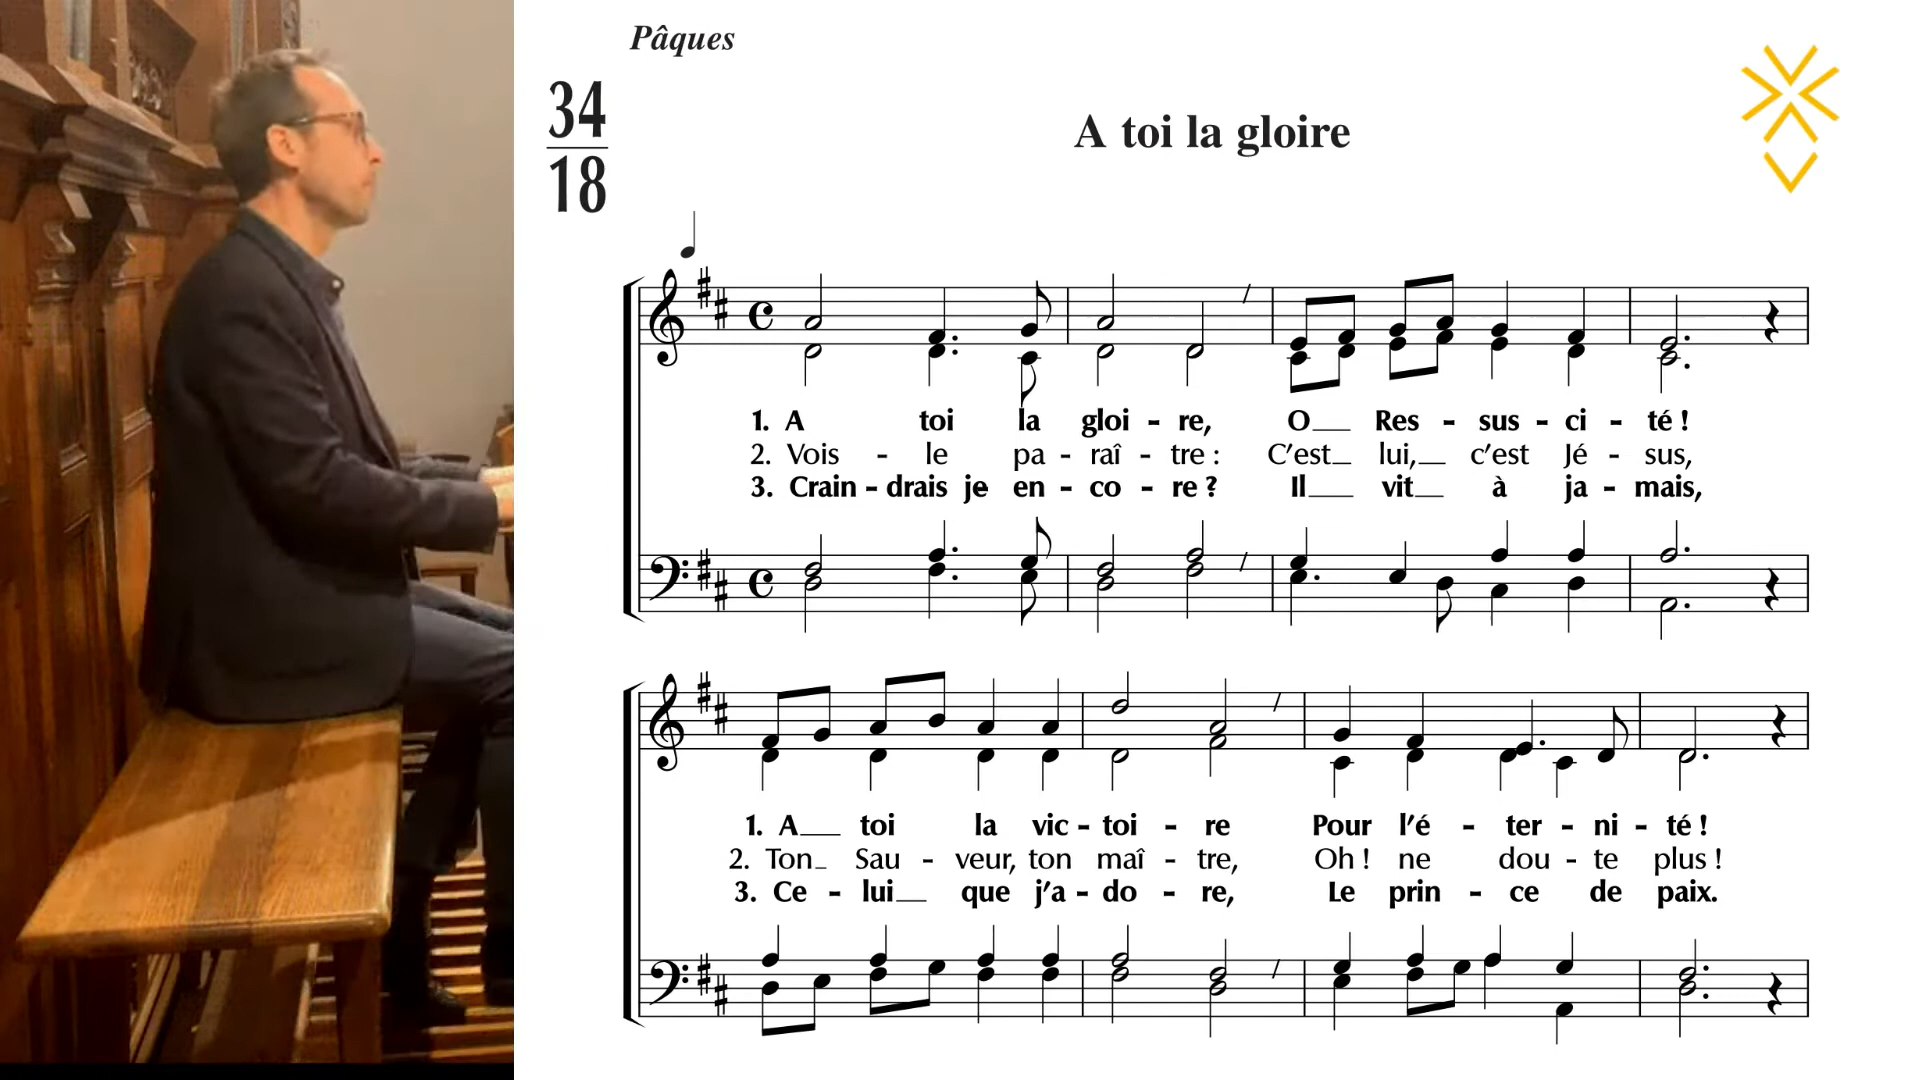 Pâques
34
18
A toi la gloire
1. A toi la gloi - re, O Res - sus - ci - té !
2. Vois - le pa - raî - tre : C'est lui, c'est Jé - sus,
3. Crain - drais je en - co - re ? Il vit à ja - mais,
1. A toi la vic - toi - re Pour l'é - ter - ni - té !
2. Ton Sau - veur, ton maî - tre, Oh ! ne dou - te plus !
3. Ce - lui que j'a - do - re, Le prin - ce de paix.